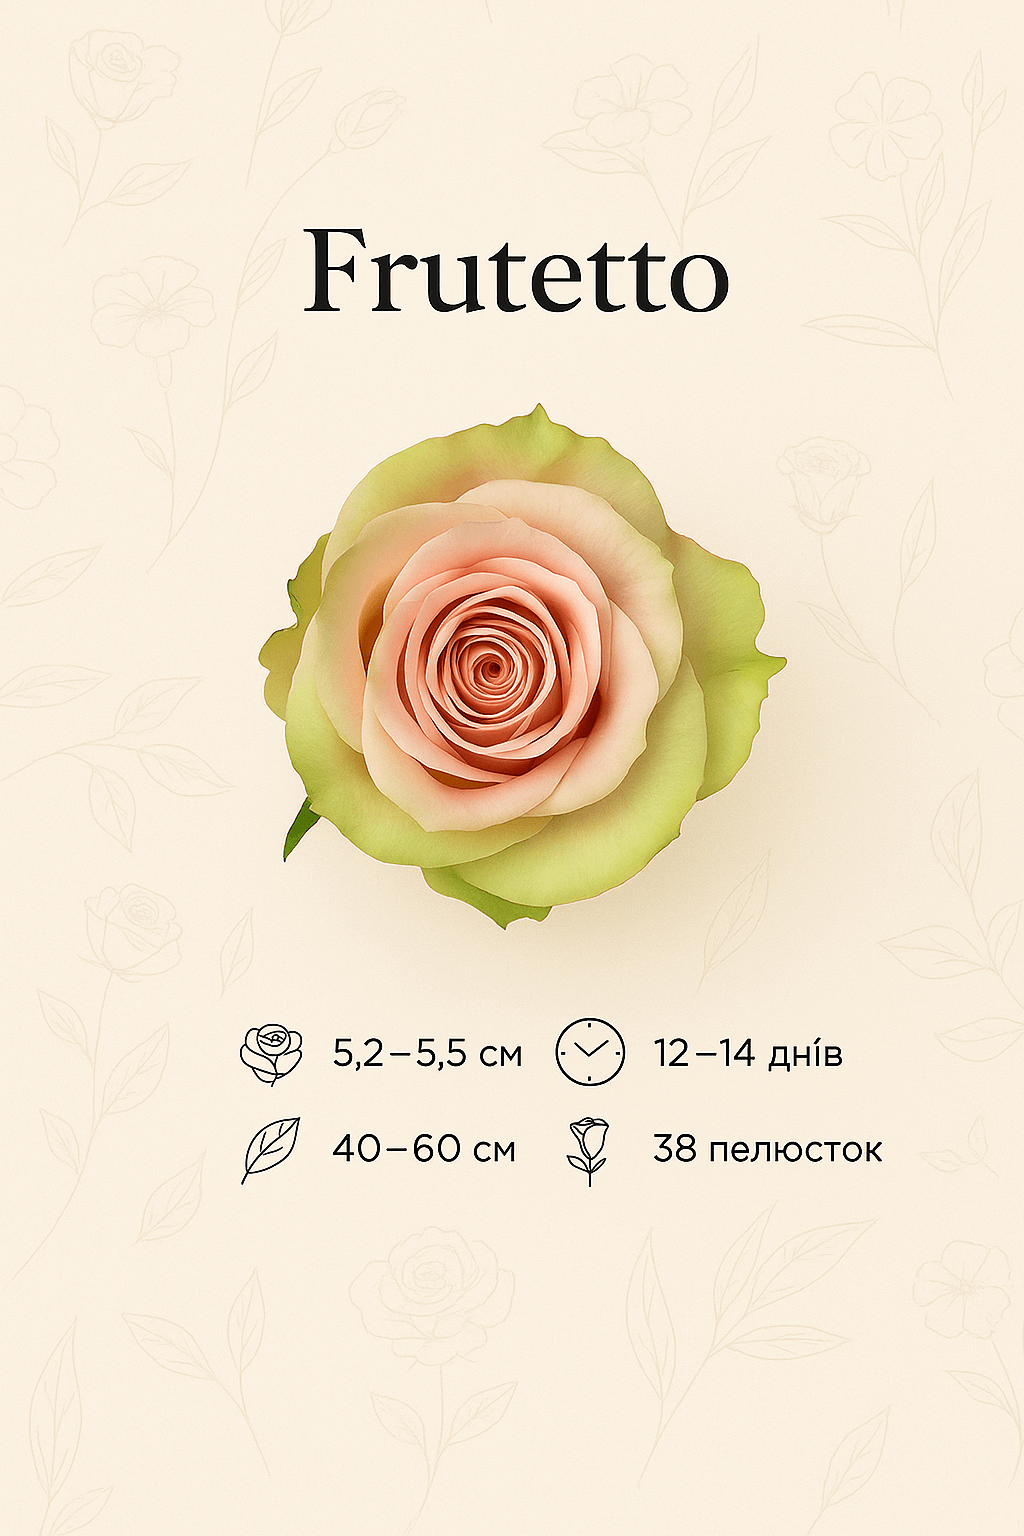 Frutetto
5,2–5,5 см
12–14 днів
40–60 см
38 пелюсток